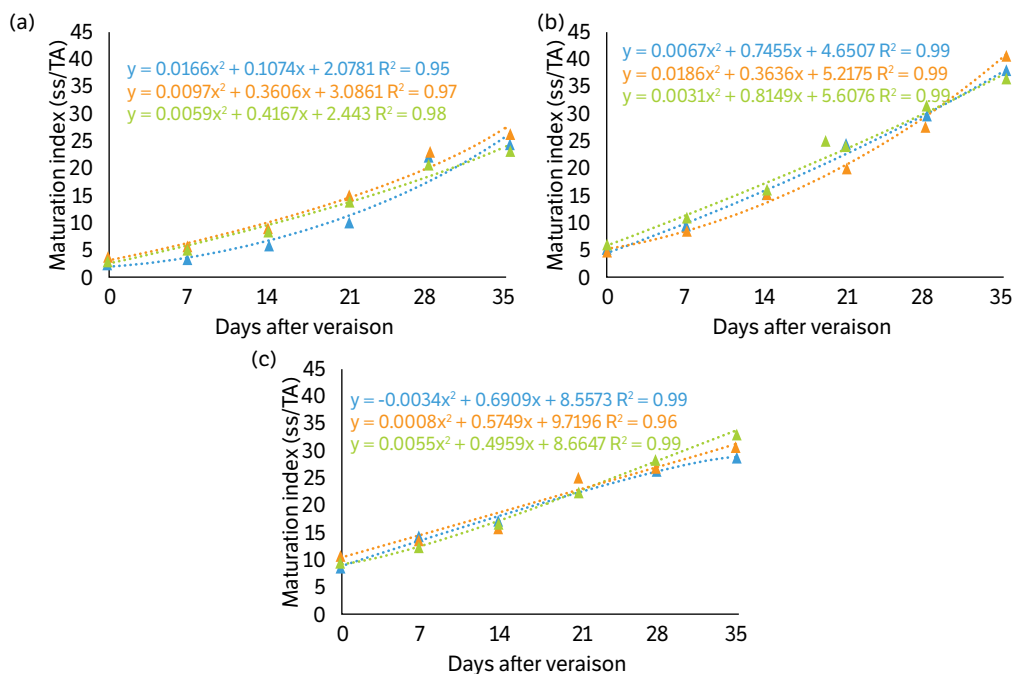 (a)
Maturation index (ss/TA)
45
40
35
30
25
20
15
10
5
0
y = 0.0166x² + 0.1074x + 2.0781 R² = 0.95
y = 0.0097x² + 0.3606x + 3.0861 R² = 0.97
y = 0.0059x² + 0.4167x + 2.443 R² = 0.98
0 7 14 21 28 35
Days after veraison
(b)
Maturation index (ss/TA)
45
40
35
30
25
20
15
10
5
0
y = 0.0067x² + 0.7455x + 4.6507 R² = 0.99
y = 0.0186x² + 0.3636x + 5.2175 R² = 0.99
y = 0.0031x² + 0.8149x + 5.6076 R² = 0.99
0 7 14 21 28 35
Days after veraison
(c)
Maturation index (ss/TA)
45
40
35
30
25
20
15
10
5
0
y = -0.0034x² + 0.6909x + 8.5573 R² = 0.99
y = 0.0008x² + 0.5749x + 9.7196 R² = 0.96
y = 0.0055x² + 0.4959x + 8.6647 R² = 0.99
0 7 14 21 28 35
Days after veraison